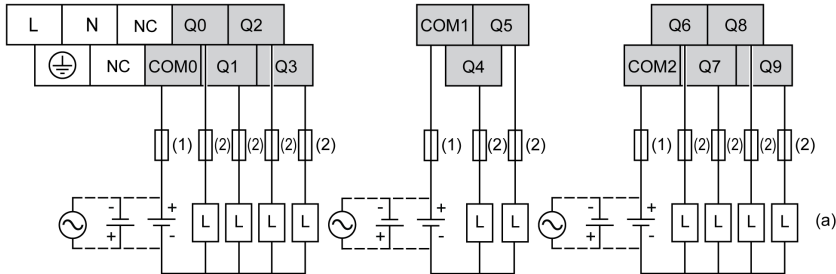 L N NC Q0 Q2 COM1 Q5 Q6 Q8
NC COM0 Q1 Q3 Q4 COM2 Q7 Q9
(1) (2) (2) (2) (2) (1) (2) (2) (1) (2) (2) (2) (2)
- + - + - +
L L L L L L L L L L (a)
+ - + - + -